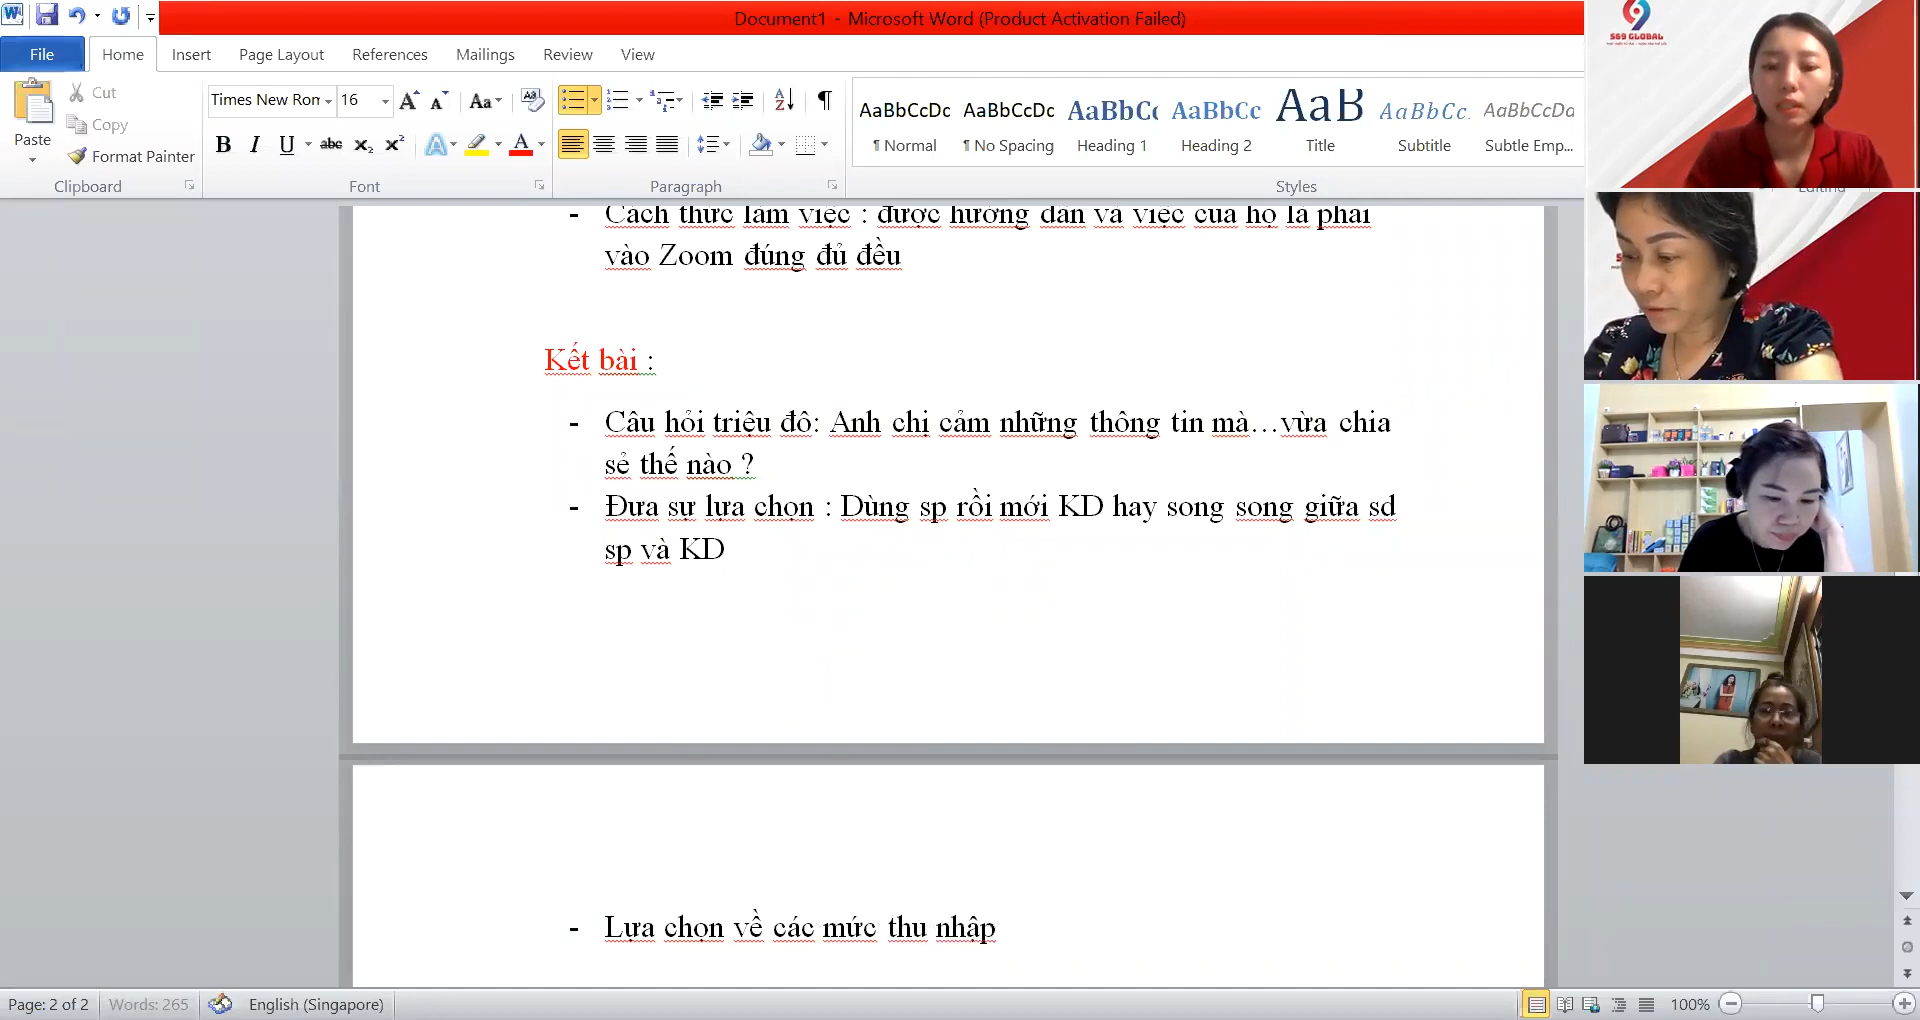 Document1 - Microsoft Word (Product Activation Failed)
File Home Insert Page Layout References Mailings Review View
Paste
Cut
Copy
Format Painter
Clipboard
Times New Ron 16
Font
Paragraph
AaBbCcDc AaBbCcDc AaBbCc AaBbCc AaB AaBbCc. AaBbCcDc
¶ Normal ¶ No Spacing Heading 1 Heading 2 Title Subtitle Subtle Emp...
Styles
Editing
S69 GLOBAL
- Cách thức làm việc : được hướng dẫn và việc của họ là phải
vào Zoom đúng đủ đều
Kết bài :
- Câu hỏi triệu đô: Anh chị cảm những thông tin mà…vừa chia
sẻ thế nào ?
- Đưa sự lựa chọn : Dùng sp rồi mới KD hay song song giữa sd
sp và KD
- Lựa chọn về các mức thu nhập
Page: 2 of 2 Words: 265 English (Singapore) 100%